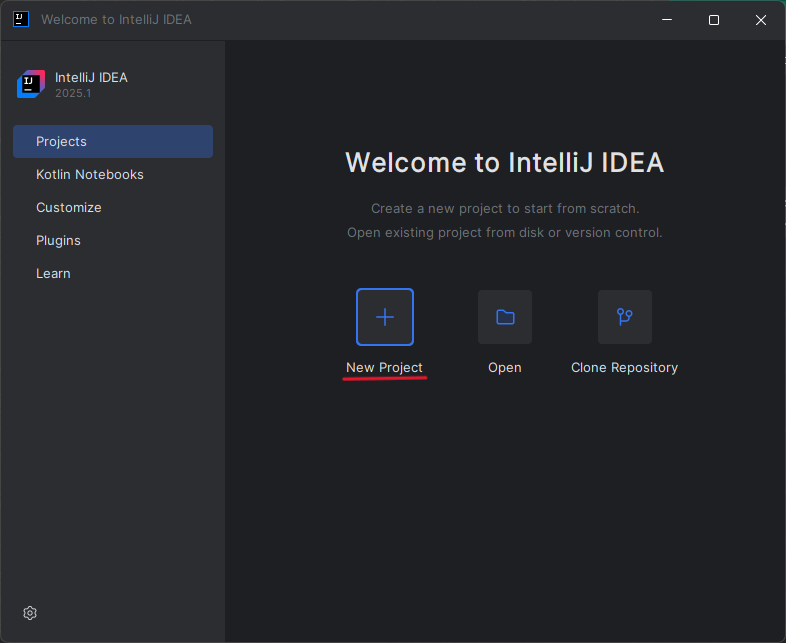 Welcome to IntelliJ IDEA
IntelliJ IDEA
2025.1
Projects
Kotlin Notebooks
Customize
Plugins
Learn
Welcome to IntelliJ IDEA
Create a new project to start from scratch.
Open existing project from disk or version control.
New Project
Open
Clone Repository